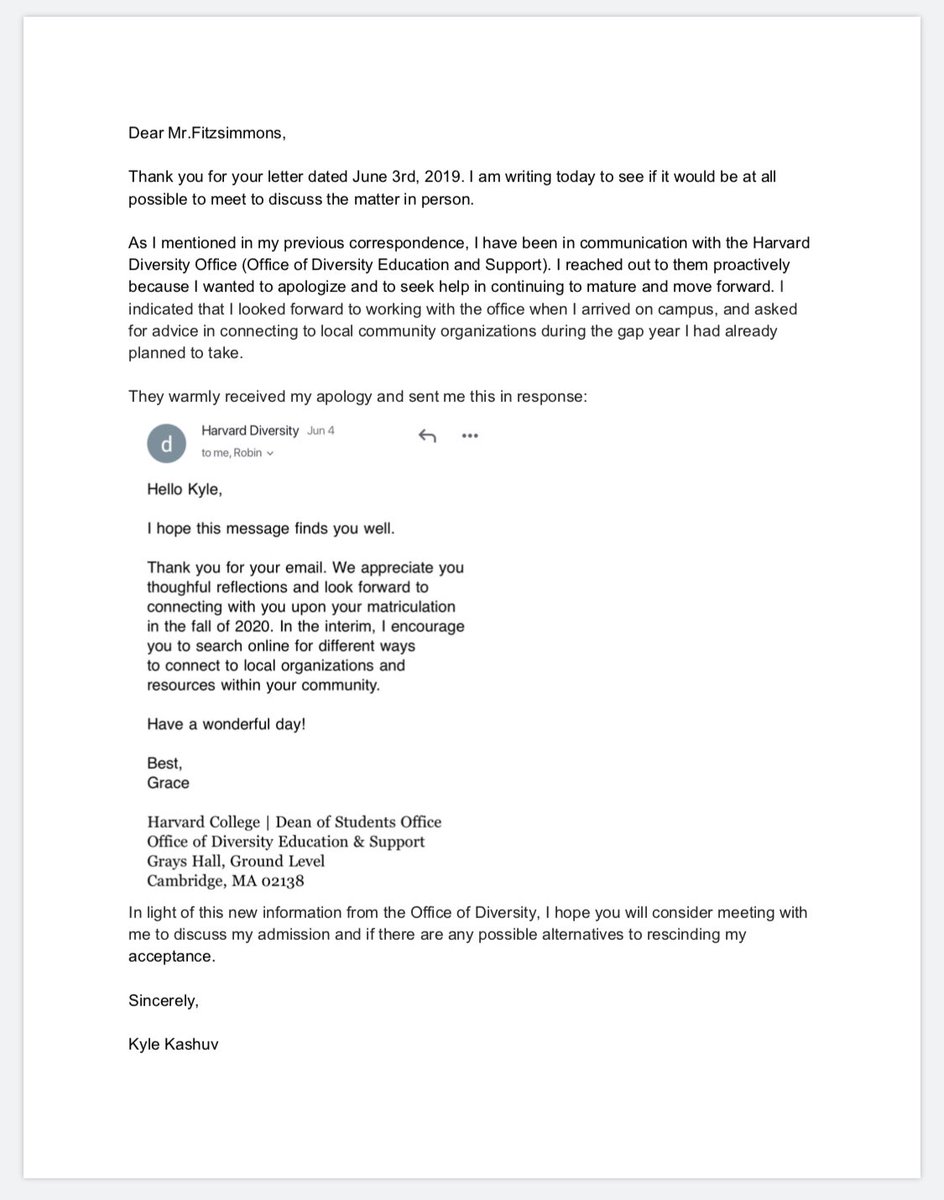 Dear Mr.Fitzsimmons,
Thank you for your letter dated June 3rd, 2019. I am writing today to see if it would be at all
possible to meet to discuss the matter in person.
As I mentioned in my previous correspondence, I have been in communication with the Harvard
Diversity Office (Office of Diversity Education and Support). I reached out to them proactively
because I wanted to apologize and to seek help in continuing to mature and move forward. I
indicated that I looked forward to working with the office when I arrived on campus, and asked
for advice in connecting to local community organizations during the gap year I had already
planned to take.
They warmly received my apology and sent me this in response:
d
Harvard Diversity Jun 4
to me, Robin
Hello Kyle,
I hope this message finds you well.
Thank you for your email. We appreciate you
thoughtful reflections and look forward to
connecting with you upon your matriculation
in the fall of 2020. In the interim, I encourage
you to search online for different ways
to connect to local organizations and
resources within your community.
Have a wonderful day!
Best,
Grace
Harvard College | Dean of Students Office
Office of Diversity Education & Support
Grays Hall, Ground Level
Cambridge, MA 02138
In light of this new information from the Office of Diversity, I hope you will consider meeting with
me to discuss my admission and if there are any possible alternatives to rescinding my
acceptance.
Sincerely,
Kyle Kashuv